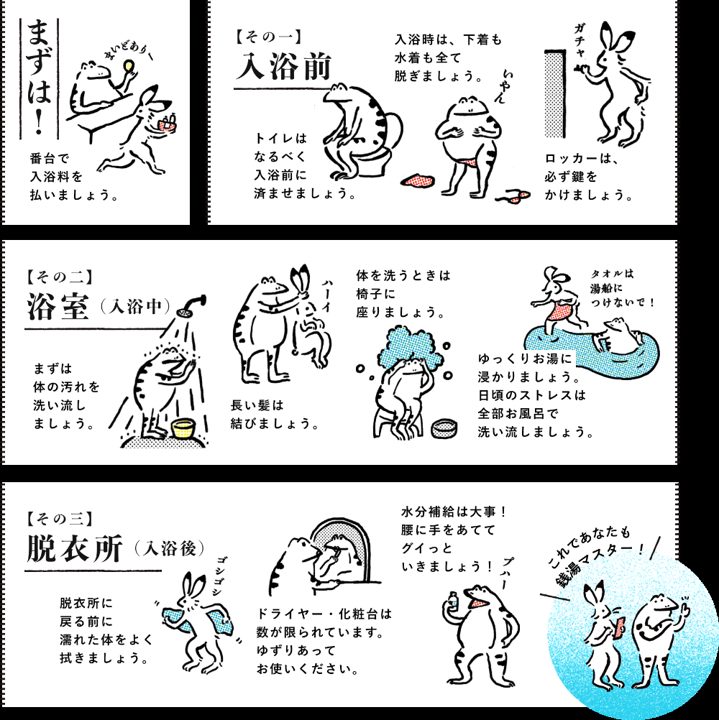 まずは！
まいどありー
番台で
入浴料を
払いましょう。
【その一】
入浴前
トイレは
なるべく
入浴前に
済ませましょう。
入浴時は、下着も
水着も全て
脱ぎましょう。
いやん
ガチャ
ロッカーは、
必ず鍵を
かけましょう。
【その二】
浴室（入浴中）
まずは
体の汚れを
洗い流し
ましょう。
ハーイ
長い髪は
結びましょう。
体を洗うときは
椅子に
座りましょう。
タオルは
湯船に
つけないで！
ゆっくりお湯に
浸かりましょう。
日頃のストレスは
全部お風呂で
洗い流しましょう。
【その三】
脱衣所（入浴後）
脱衣所に
戻る前に
濡れた体をよく
拭きましょう。
ゴシゴシ
ドライヤー・化粧台は
数が限られています。
ゆずりあって
お使いください。
水分補給は大事！
腰に手をあてて
グイっと
いきましょう！
プハー
これであなたも
銭湯マスター！